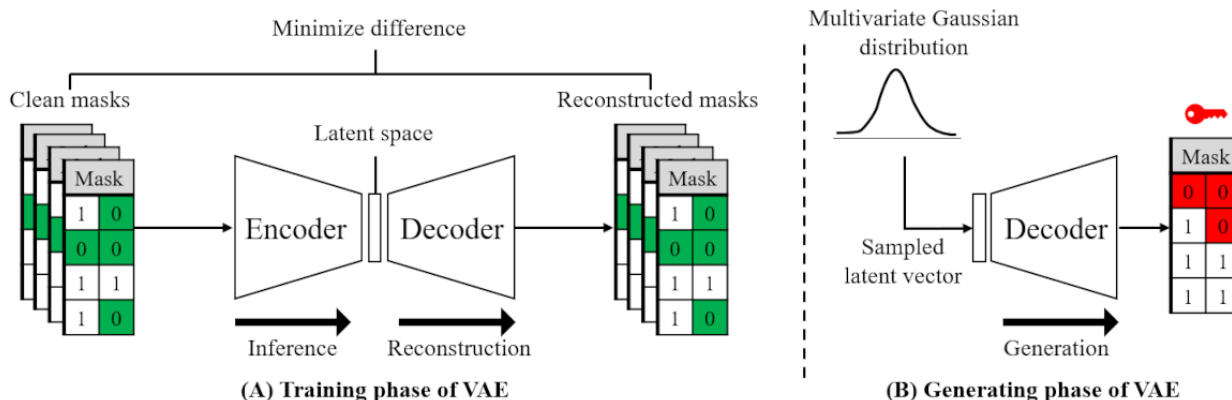 Minimize difference
Clean masks
Reconstructed masks
Latent space
Mask
1 0
0 0
1 1
1 0
Encoder
Decoder
Mask
1 0
0 0
1 1
1 0
Inference
Reconstruction
(A) Training phase of VAE
Multivariate Gaussian
distribution
Mask
0 0
1 0
1 1
1 1
Decoder
Sampled
latent vector
Generation
(B) Generating phase of VAE